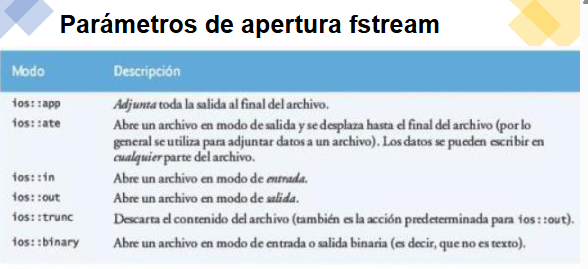 Parámetros de apertura fstream
Modo Descripción
ios::app Adjunta toda la salida al final del archivo.
ios::ate Abre un archivo en modo de salida y se desplaza hasta el final del archivo (por lo
general se utiliza para adjuntar datos a un archivo). Los datos se pueden escribir en
cualquier parte del archivo.
ios::in Abre un archivo en modo de entrada.
ios::out Abre un archivo en modo de salida.
ios::trunc Descarta el contenido del archivo (también es la acción predeterminada para ios::out).
ios::binary Abre un archivo en modo de entrada o salida binaria (es decir, que no es texto).